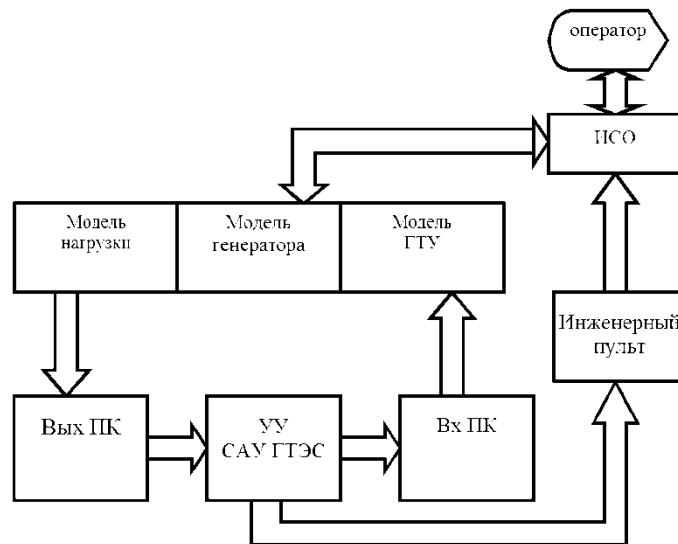 оператор
ИСО
Модель
нагрузки
Модель
генератора
Модель
ГТУ
Инженерный
пульт
Вых ПК
УУ
САУ ГТЭС
Вх ПК